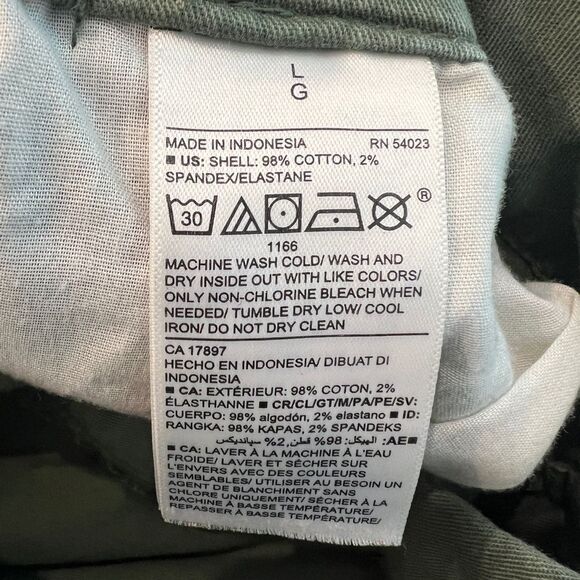 L
G
MADE IN INDONESIA RN 54023
■ US: SHELL: 98% COTTON, 2%
SPANDEX/ELASTANE
30 ®
1166
MACHINE WASH COLD/ WASH AND
DRY INSIDE OUT WITH LIKE COLORS/
ONLY NON-CHLORINE BLEACH WHEN
NEEDED/ TUMBLE DRY LOW/ COOL
IRON/ DO NOT DRY CLEAN
CA 17897
HECHO EN INDONESIA/ DIBUAT DI
INDONESIA
■ CA: EXTÉRIEUR: 98% COTON, 2%
ÉLASTHANNE ■ CR/CL/GT/M/PA/PE/SV:
CUERPO: 98% algodón, 2% elastano ■ ID:
RANGKA: 98% KAPAS, 2% SPANDEKS
■AE: الهيكل: 98% قطن, 2% سباندیکس
■ CA: LAVER À LA MACHINE À L'EAU
FROIDE/ LAVER ET SÉCHER SUR
L'ENVERS AVEC DES COULEURS
SEMBLABLES/ UTILISER AU BESOIN UN
AGENT DE BLANCHIMENT SANS
CHLORE UNIQUEMENT/ SÉCHER À LA
MACHINE À BASSE TEMPÉRATURE/
REPASSER À BASSE TEMPÉRATURE/